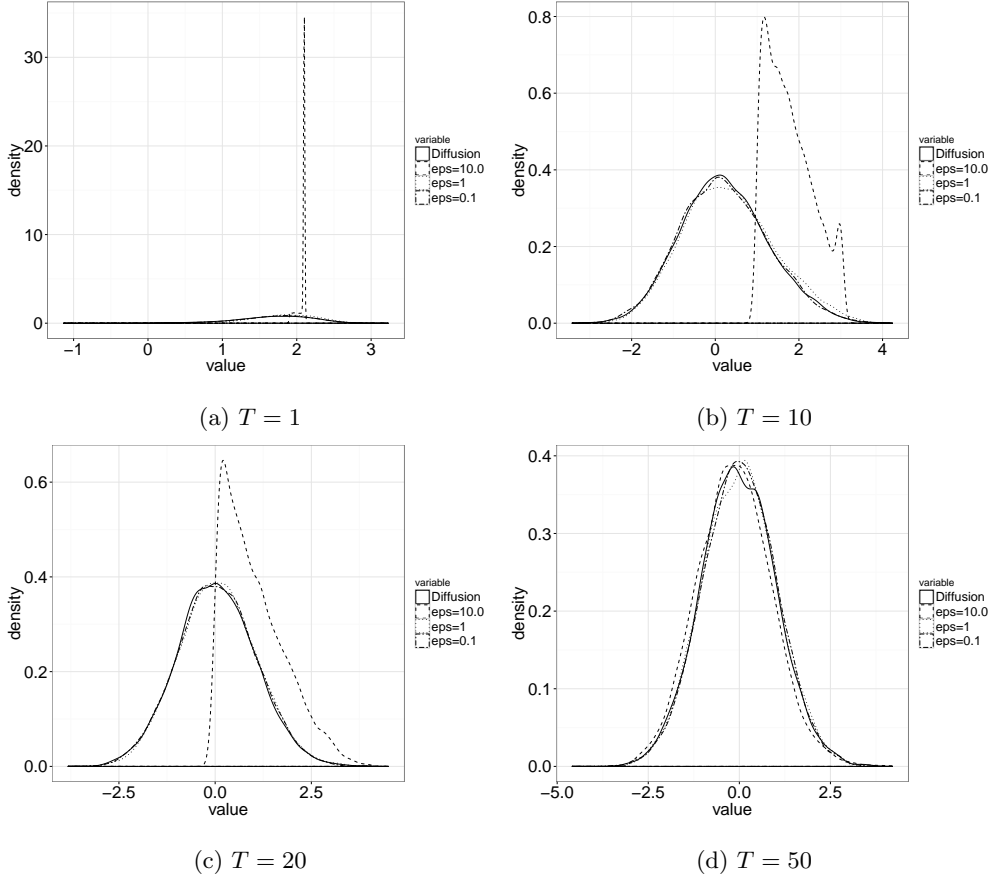 30
20
10
0
density
−1
0
1
2
3
value
variable
Diffusion
eps=10.0
eps=1
eps=0.1
(a) T = 1
0.8
0.6
0.4
0.2
0.0
density
−2
0
2
4
value
variable
Diffusion
eps=10.0
eps=1
eps=0.1
(b) T = 10
0.6
0.4
0.2
0.0
density
−2.5
0.0
2.5
value
variable
Diffusion
eps=10.0
eps=1
eps=0.1
(c) T = 20
0.4
0.3
0.2
0.1
0.0
density
−5.0
−2.5
0.0
2.5
value
variable
Diffusion
eps=10.0
eps=1
eps=0.1
(d) T = 50